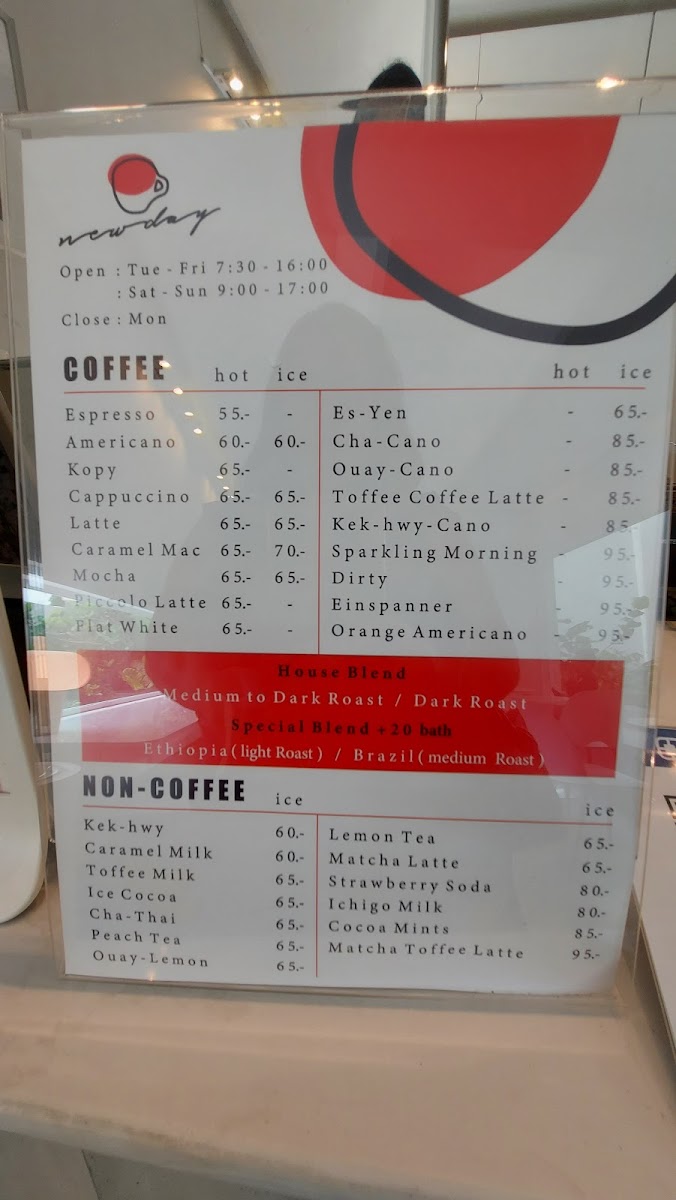 newday
Open : Tue - Fri 7:30 - 16:00
: Sat - Sun 9:00 - 17:00
Close : Mon
COFFEE hot ice
Espresso 55.- -
Americano 60.- 60.-
Kopy 65.- -
Cappuccino 65.- 65.-
Latte 65.- 65.-
Caramel Mac 65.- 70.-
Mocha 65.- 65.-
Piccolo Latte 65.- -
Flat White 65.- -
hot ice
Es-Yen - 65.-
Cha-Cano - 85.-
Ouay-Cano - 85.-
Toffee Coffee Latte - 85.-
Kek-hwy-Cano - 85.-
Sparkling Morning - 95.-
Dirty - 95.-
Einspanner - 95.-
Orange Americano - 95.-
House Blend
Medium to Dark Roast / Dark Roast
Special Blend +20 bath
Ethiopia ( light Roast ) / Brazil ( medium Roast )
NON-COFFEE ice
Kek-hwy 60.-
Caramel Milk 60.-
Toffee Milk 65.-
Ice Cocoa 65.-
Cha-Thai 65.-
Peach Tea 65.-
Ouay-Lemon 65.-
ice
Lemon Tea 65.-
Matcha Latte 65.-
Strawberry Soda 80.-
Ichigo Milk 80.-
Cocoa Mints 85.-
Matcha Toffee Latte 95.-